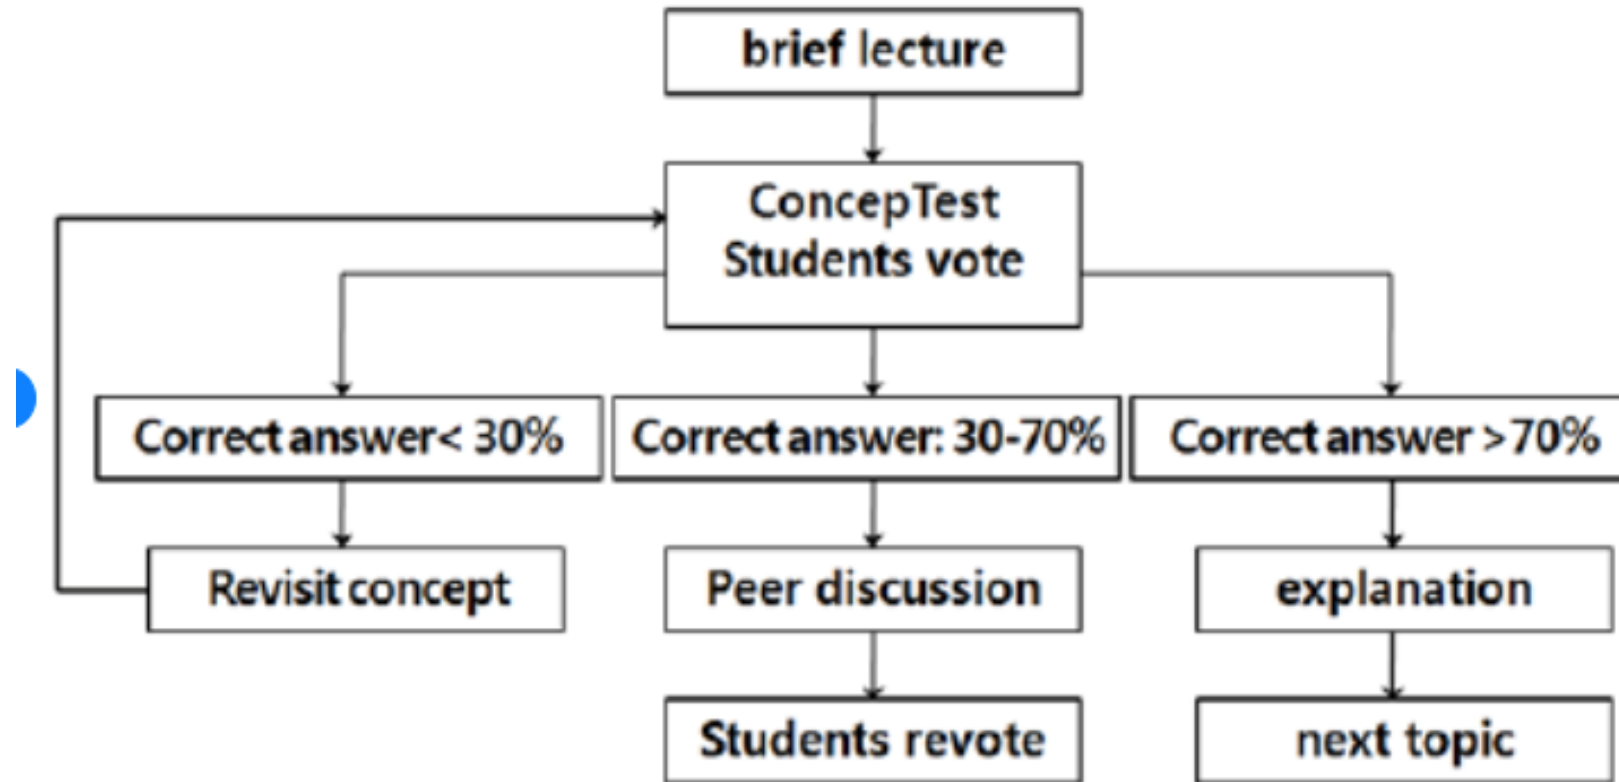 brief lecture
ConcepTest
Students vote
Correct answer< 30%
Correct answer: 30-70%
Correct answer >70%
Revisit concept
Peer discussion
explanation
Students revote
next topic